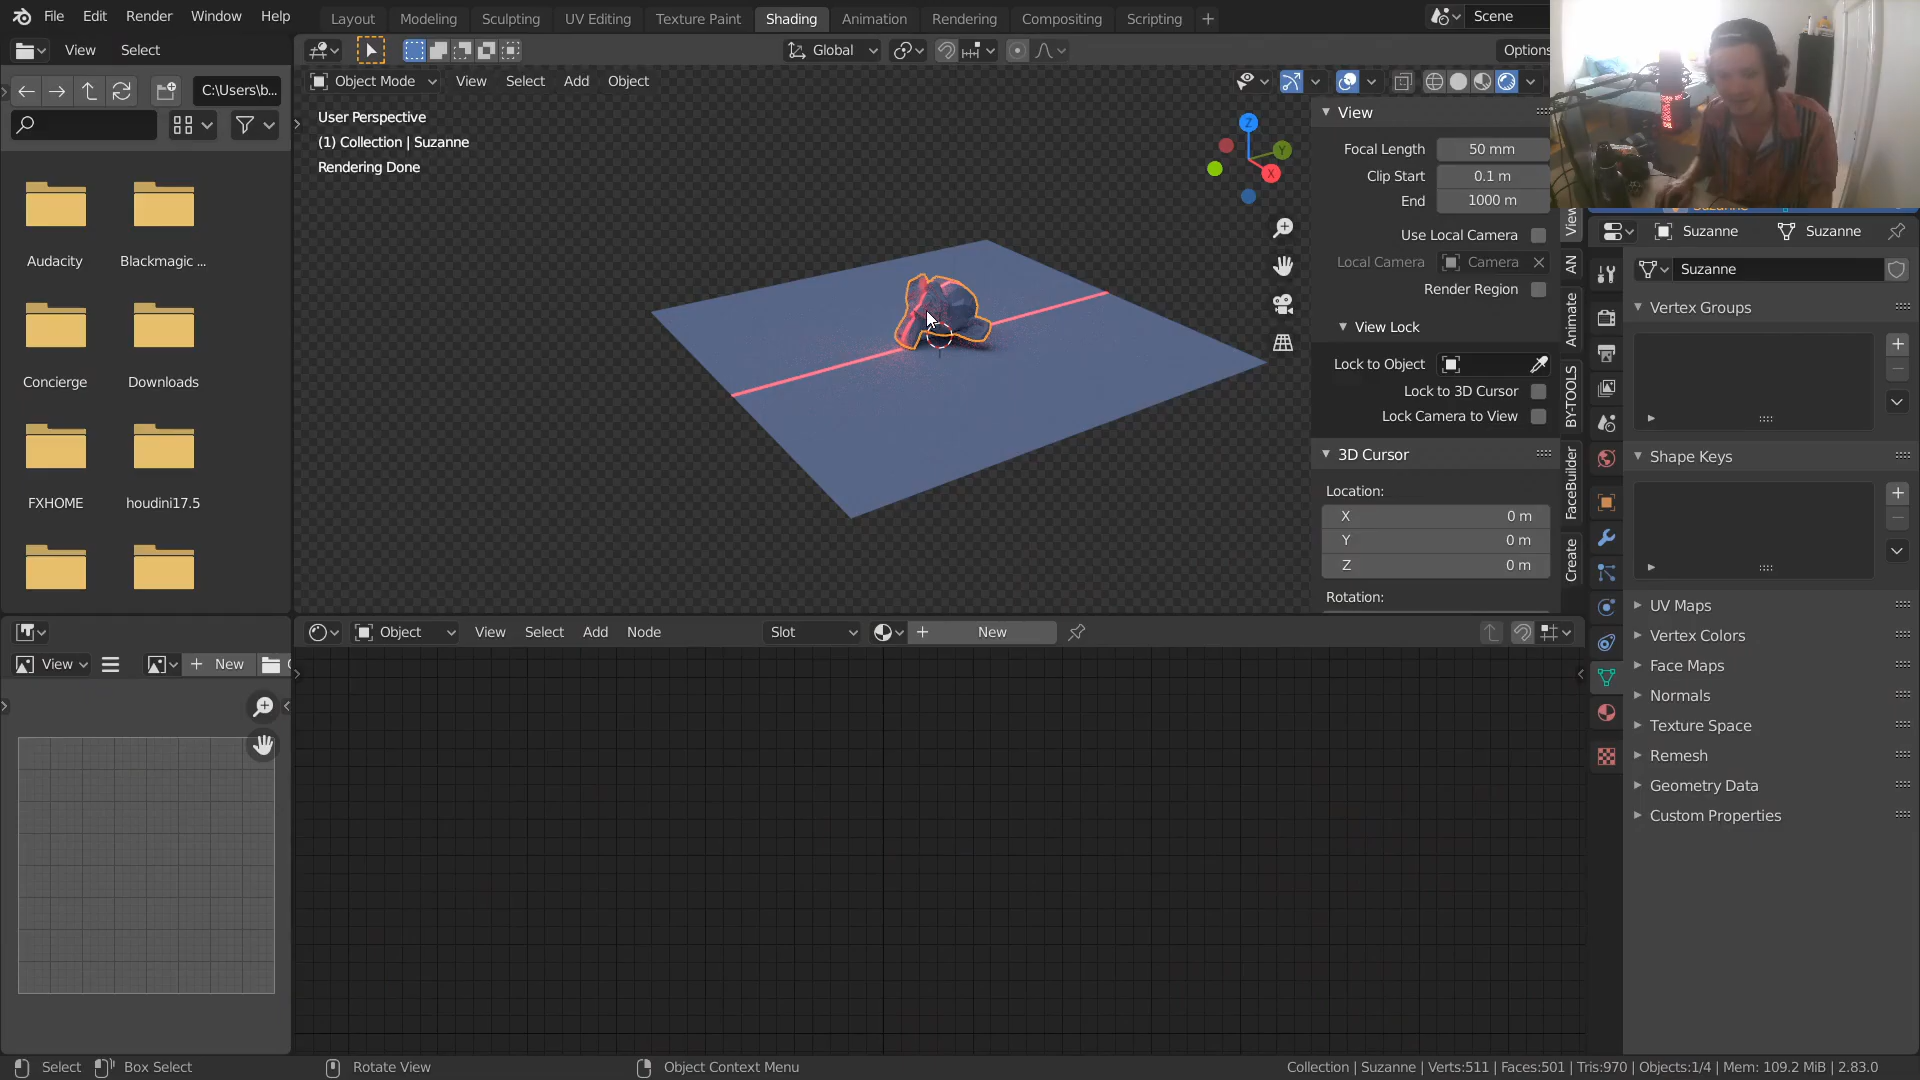 File Edit Render Window Help
Layout Modeling Sculpting UV Editing Texture Paint Shading Animation Rendering Compositing Scripting
Scene
View Select
Global
Options
C:\Users\b...
Object Mode View Select Add Object
User Perspective
(1) Collection | Suzanne
Rendering Done
Z
Y
X
View
Focal Length 50 mm
Clip Start 0.1 m
End 1000 m
Use Local Camera
Local Camera Camera
Render Region
View Lock
Lock to Object
Lock to 3D Cursor
Lock Camera to View
3D Cursor
Location:
X 0 m
Y 0 m
Z 0 m
Rotation:
View
AN
Animate
BY-TOOLS
FaceBuilder
Create
Audacity Blackmagic ...
Concierge Downloads
FXHOME houdini17.5
Suzanne Suzanne
Suzanne
Vertex Groups
Shape Keys
UV Maps
Vertex Colors
Face Maps
Normals
Texture Space
Remesh
Geometry Data
Custom Properties
Object View Select Add Node Slot New
View New
Select Box Select Rotate View Object Context Menu
Collection | Suzanne | Verts:511 | Faces:501 | Tris:970 | Objects:1/4 | Mem: 109.2 MiB | 2.83.0